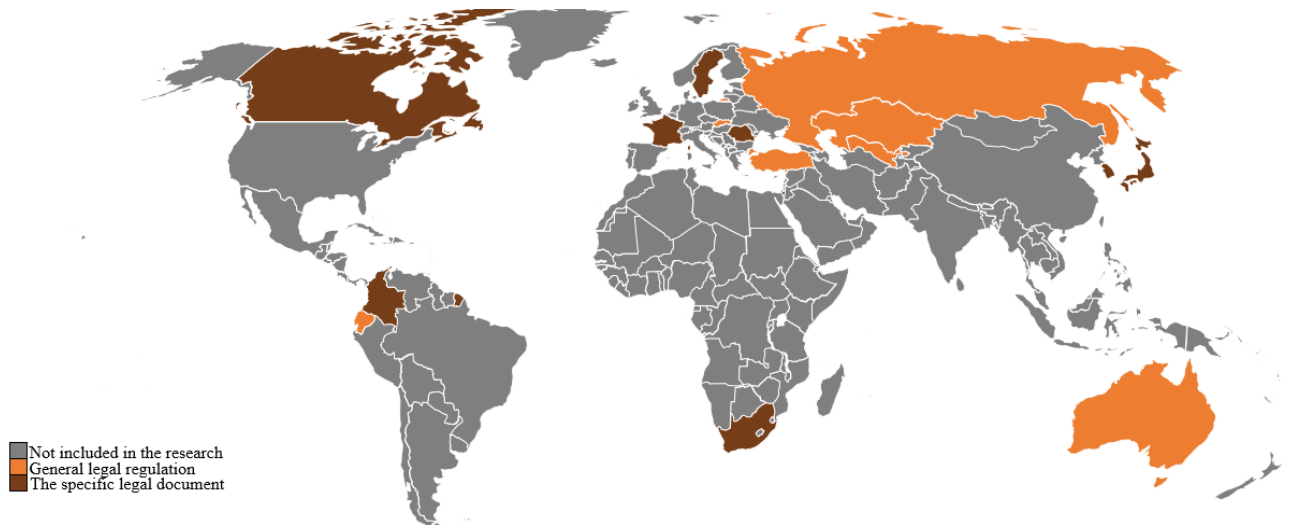 Not included in the research
General legal regulation
The specific legal document